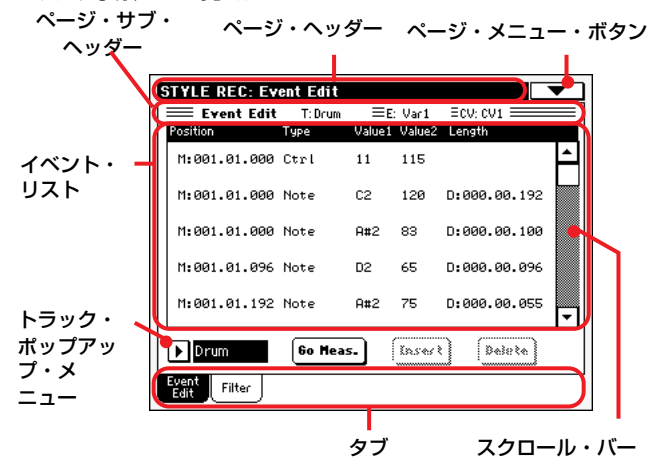 ページ・サブ・
ヘッダー
ページ・ヘッダー
ページ・メニュー・ボタン
STYLE REC: Event Edit
Event Edit T:Drum E: Var1 CV: CV1
Position Type Value1 Value2 Length
M:001.01.000 Ctrl 11 115
M:001.01.000 Note C2 120 D:000.00.192
M:001.01.000 Note A#2 83 D:000.00.100
M:001.01.096 Note D2 65 D:000.00.096
M:001.01.192 Note A#2 75 D:000.00.055
イベント・
リスト
トラック・
ポップアッ
プ・メ
ニュー
Drum Go Meas. Insert Delete
Event
Edit
Filter
タブ
スクロール・バー